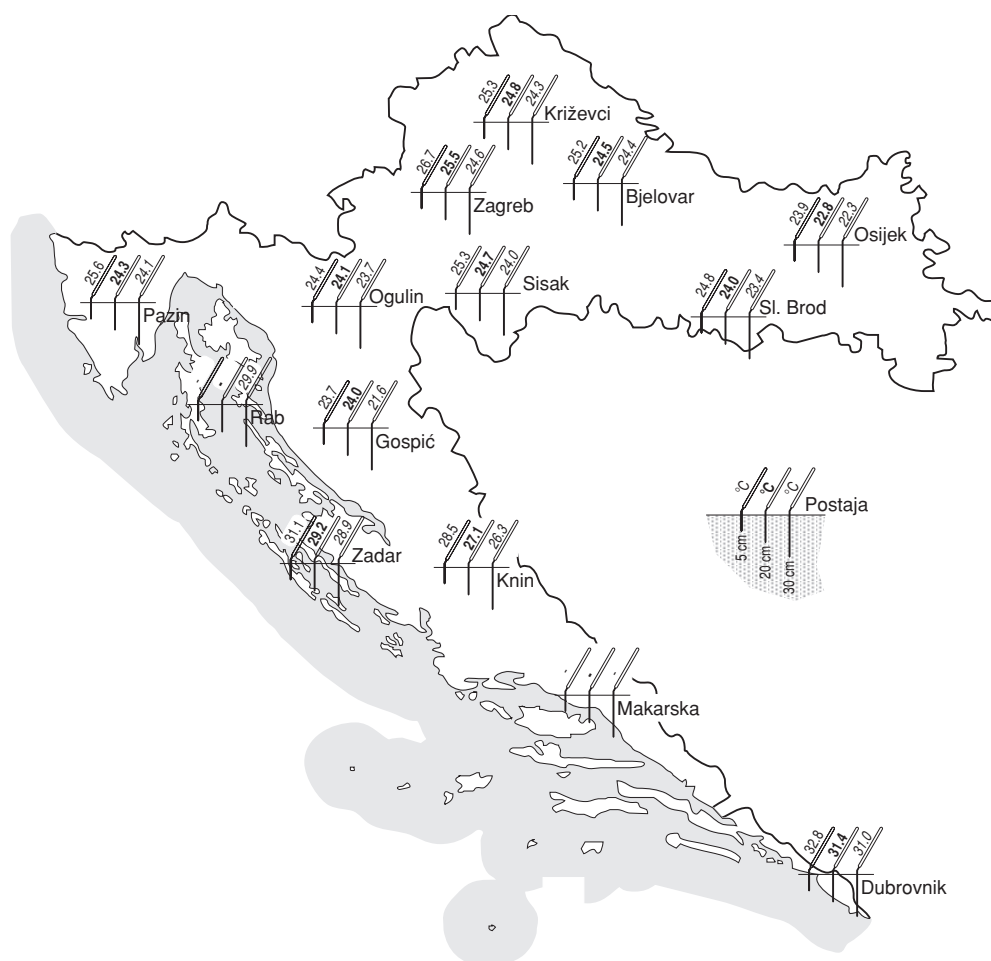 25.3 24.8 24.3
Križevci
26.7 25.5 24.6
Zagreb
25.2 24.5 24.4
Bjelovar
23.9 22.8 22.3
Osijek
25.6 24.3 24.1
Pazin
24.4 24.1 23.7
Ogulin
25.3 24.7 24.0
Sisak
24.8 24.0 23.4
Sl. Brod
- - 29.9
Rab
23.7 24.0 21.6
Gospić
°C °C °C
Postaja
5 cm
20 cm
30 cm
31.1 29.2 28.9
Zadar
28.5 27.1 26.3
Knin
- - -
Makarska
32.8 31.4 31.0
Dubrovnik